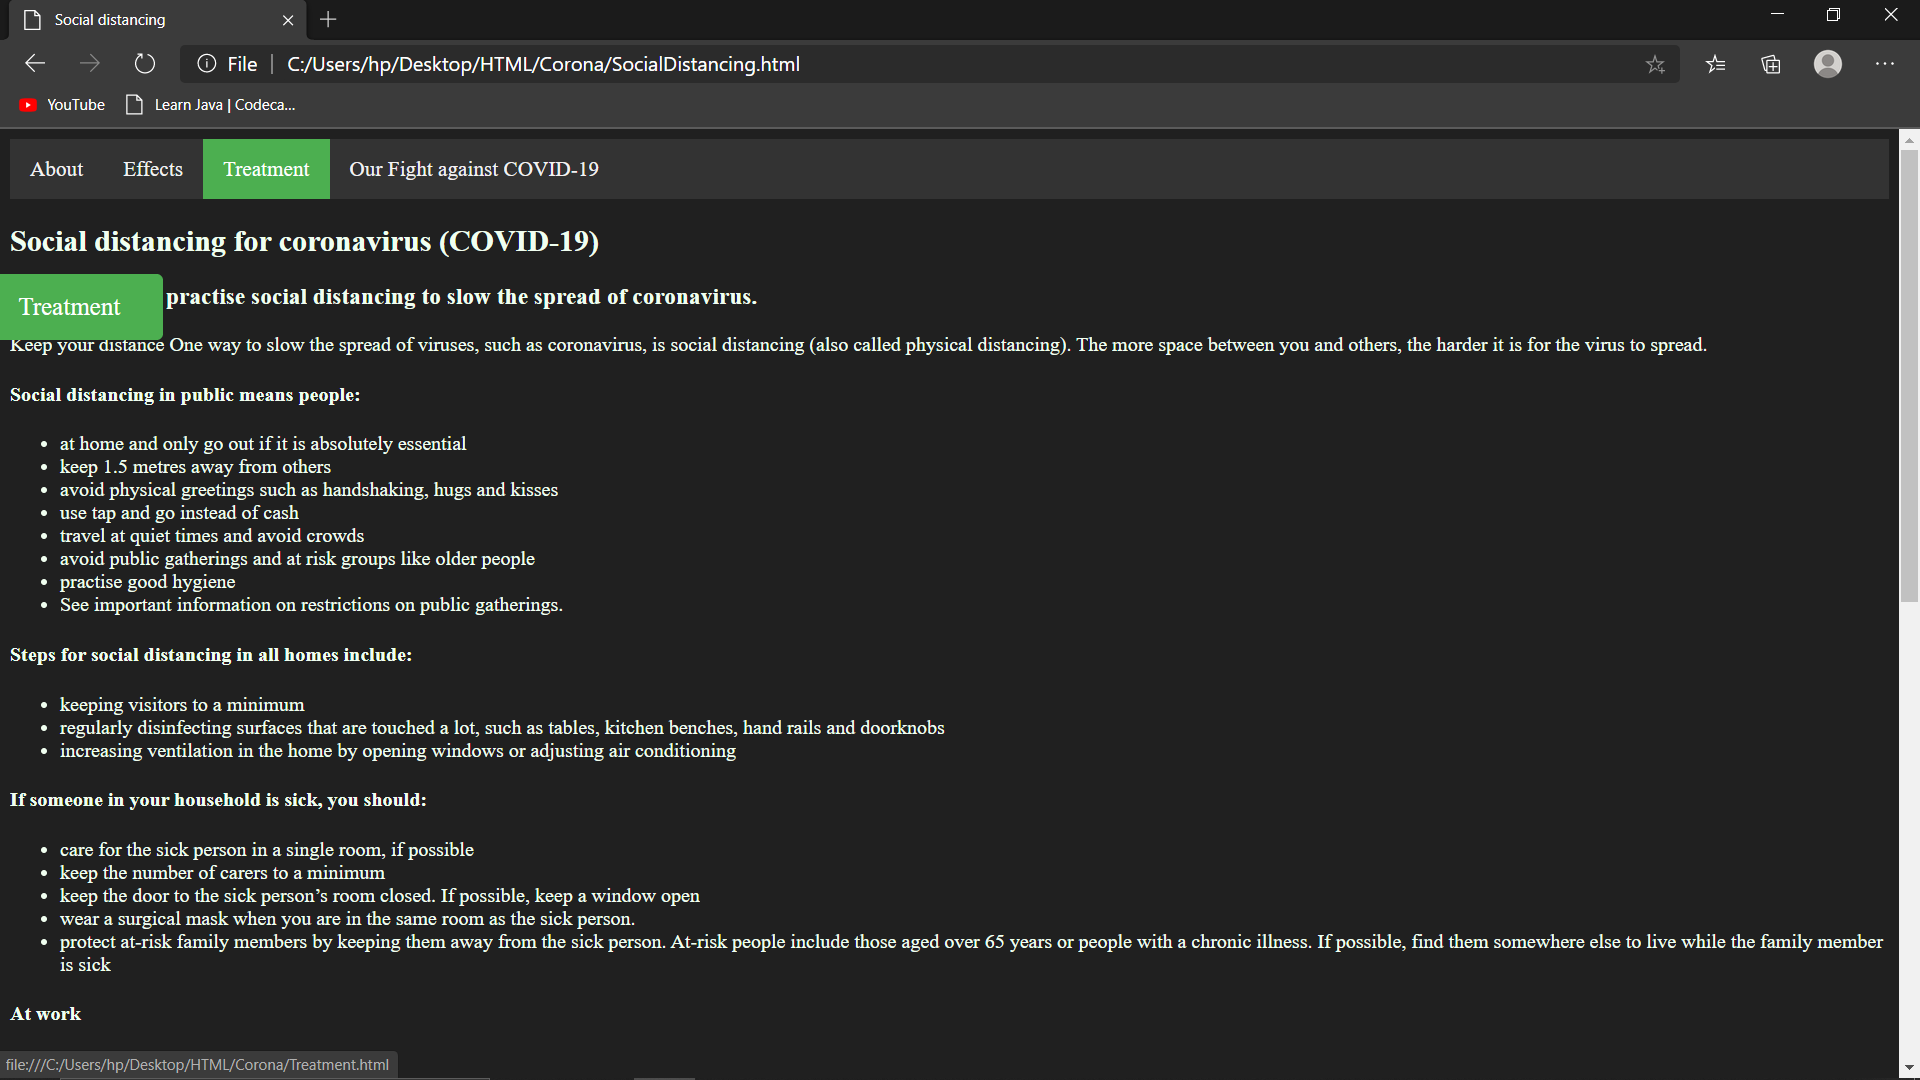 Social distancing
File | C:/Users/hp/Desktop/HTML/Corona/SocialDistancing.html
YouTube Learn Java | Codeca...
About Effects Treatment Our Fight against COVID-19
Social distancing for coronavirus (COVID-19)
Treatment practise social distancing to slow the spread of coronavirus.
Keep your distance One way to slow the spread of viruses, such as coronavirus, is social distancing (also called physical distancing). The more space between you and others, the harder it is for the virus to spread.
Social distancing in public means people:
• at home and only go out if it is absolutely essential
• keep 1.5 metres away from others
• avoid physical greetings such as handshaking, hugs and kisses
• use tap and go instead of cash
• travel at quiet times and avoid crowds
• avoid public gatherings and at risk groups like older people
• practise good hygiene
• See important information on restrictions on public gatherings.
Steps for social distancing in all homes include:
• keeping visitors to a minimum
• regularly disinfecting surfaces that are touched a lot, such as tables, kitchen benches, hand rails and doorknobs
• increasing ventilation in the home by opening windows or adjusting air conditioning
If someone in your household is sick, you should:
• care for the sick person in a single room, if possible
• keep the number of carers to a minimum
• keep the door to the sick person’s room closed. If possible, keep a window open
• wear a surgical mask when you are in the same room as the sick person.
• protect at-risk family members by keeping them away from the sick person. At-risk people include those aged over 65 years or people with a chronic illness. If possible, find them somewhere else to live while the family member
is sick
At work
file:///C:/Users/hp/Desktop/HTML/Corona/Treatment.html